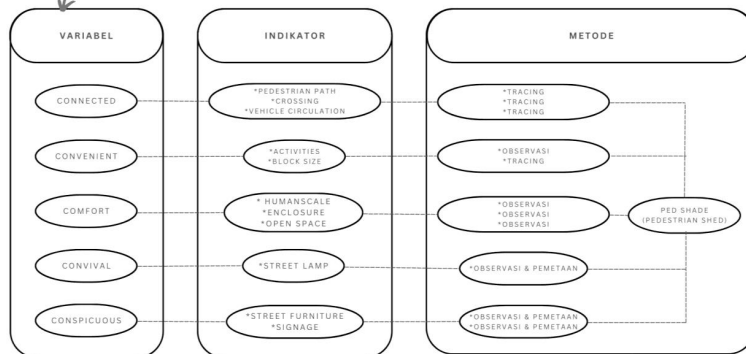 VARIABEL
INDIKATOR
METODE
CONNECTED
*PEDESTRIAN PATH
*CROSSING
*VEHICLE CIRCULATION
*TRACING
*TRACING
*TRACING
CONVENIENT
*ACTIVITIES
*BLOCK SIZE
*OBSERVASI
*TRACING
COMFORT
* HUMANSCALE
*ENCLOSURE
*OPEN SPACE
*OBSERVASI
*OBSERVASI
*OBSERVASI
PED SHADE
(PEDESTRIAN SHED)
CONVIVAL
*STREET LAMP
*OBSERVASI & PEMETAAN
CONSPICUOUS
*STREET FURNITURE
*SIGNAGE
*OBSERVASI & PEMETAAN
*OBSERVASI & PEMETAAN